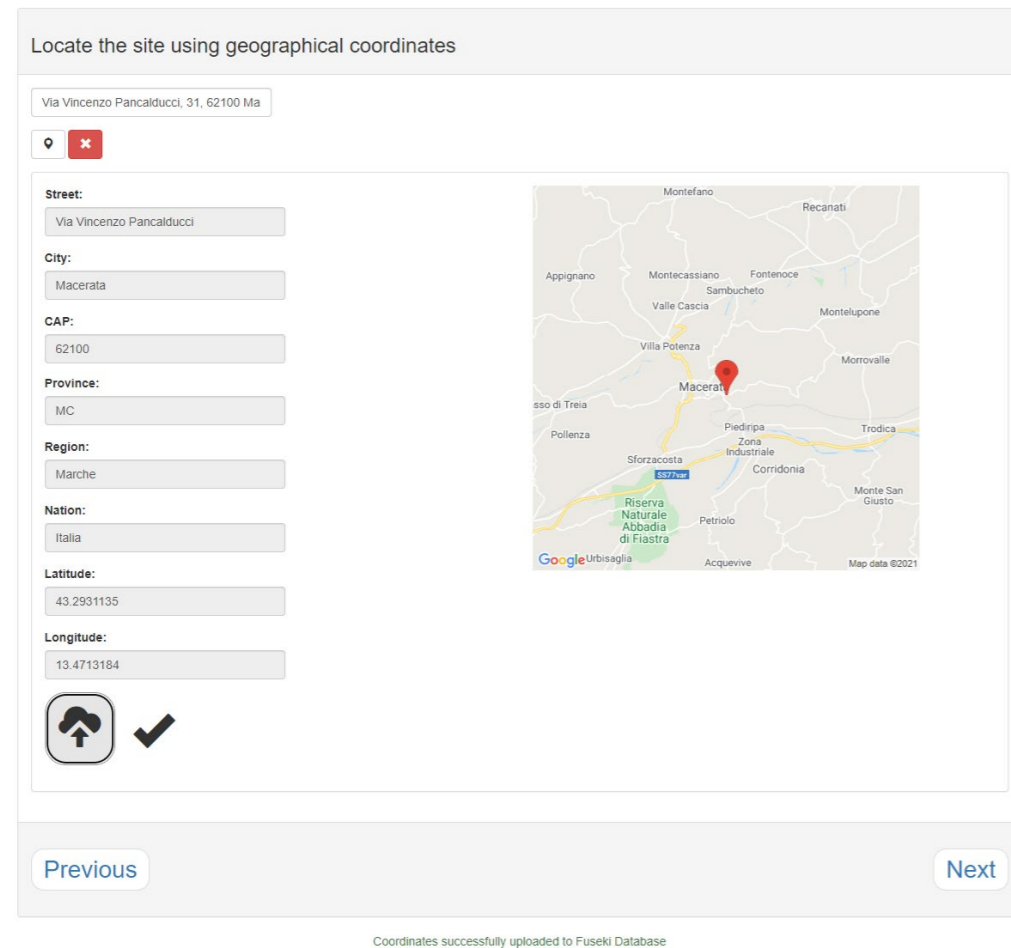 Locate the site using geographical coordinates
Via Vincenzo Pancalducci, 31, 62100 Ma
Street:
Via Vincenzo Pancalducci
City:
Macerata
CAP:
62100
Province:
MC
Region:
Marche
Nation:
Italia
Latitude:
43.2931135
Longitude:
13.4713184
Montefano
Recanati
Appignano
Montecassiano
Fontenoce
Sambucheto
Valle Cascia
Montelupone
Villa Potenza
Morrovalle
Macerata
sso di Treia
Pollenza
Piediripa
Zona
Industriale
Trodica
Sforzacosta
SS77var
Corridonia
Monte San
Giusto
Riserva
Naturale
Abbadia
di Fiastra
Petriolo
Google
Urbisaglia
Acquevive
Map data ©2021
Previous
Next
Coordinates successfully uploaded to Fuseki Database